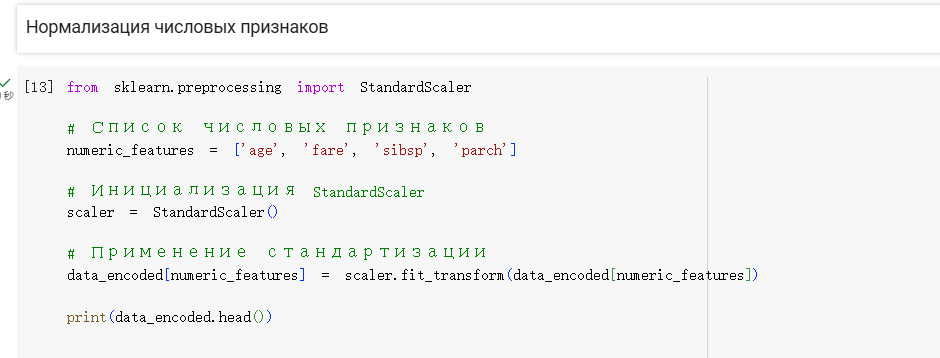 Нормализация числовых признаков
[13] from sklearn.preprocessing import StandardScaler
# Список числовых признаков
numeric_features = ['age', 'fare', 'sibsp', 'parch']
# Инициализация StandardScaler
scaler = StandardScaler()
# Применение стандартизации
data_encoded[numeric_features] = scaler.fit_transform(data_encoded[numeric_features])
print(data_encoded.head())